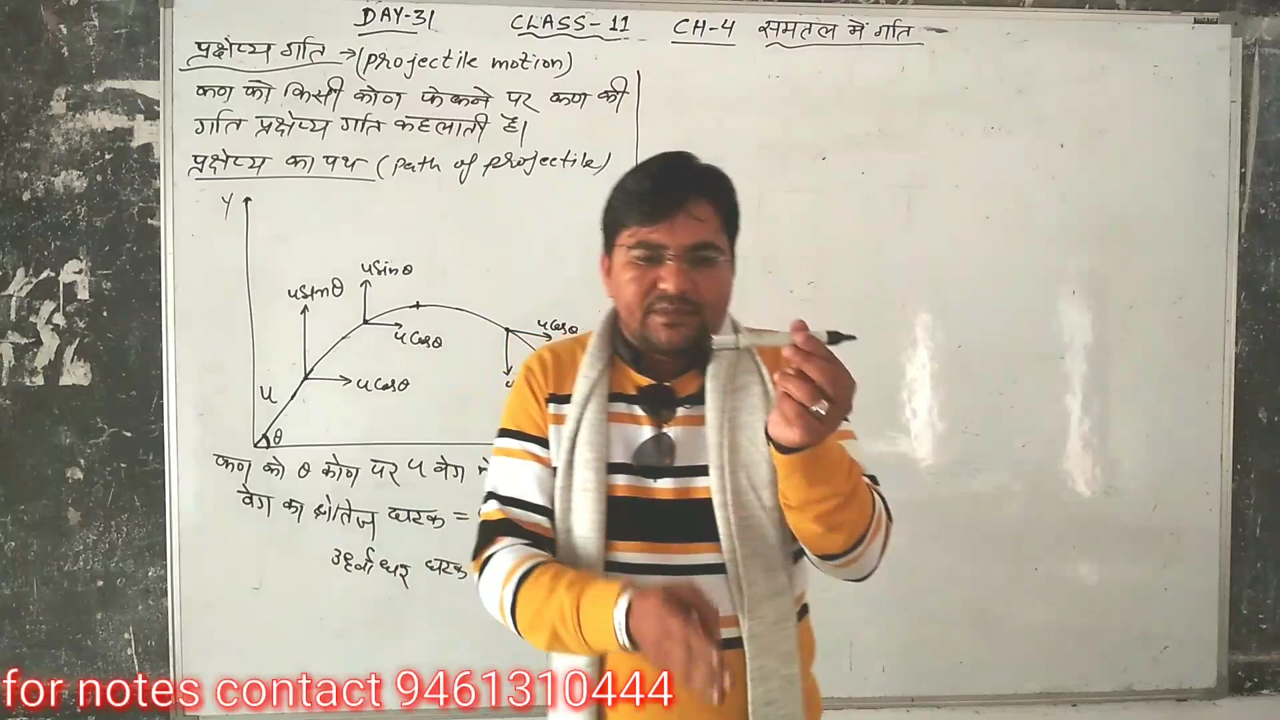 DAY-31 CLASS-11 CH-4 समतल में गति
प्रक्षेप्य गति → (projectile motion)
कण को किसी कोण फेकने पर कण की
गति प्रक्षेप्य गति कहलाती है।
प्रक्षेप्य का पथ (Path of projectile)
Y
usinθ
usinθ
ucosθ
ucosθ
ucosθ
u
u
θ
कण को θ कोण पर u वेग से
वेग का क्षेतिज घटक =
उर्ध्वाधर घटक
for notes contact 9461310444